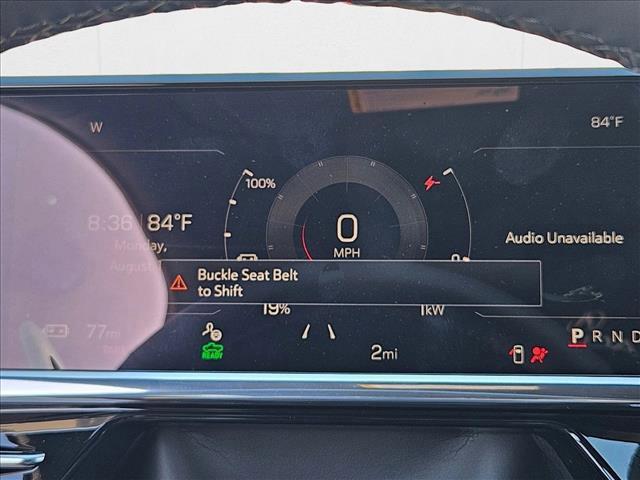 W
84°F
100%
8:36 84°F
Monday,
August
0
MPH
Audio Unavailable
Buckle Seat Belt
to Shift
19%
1kW
77mi
READY
2mi
P R N D